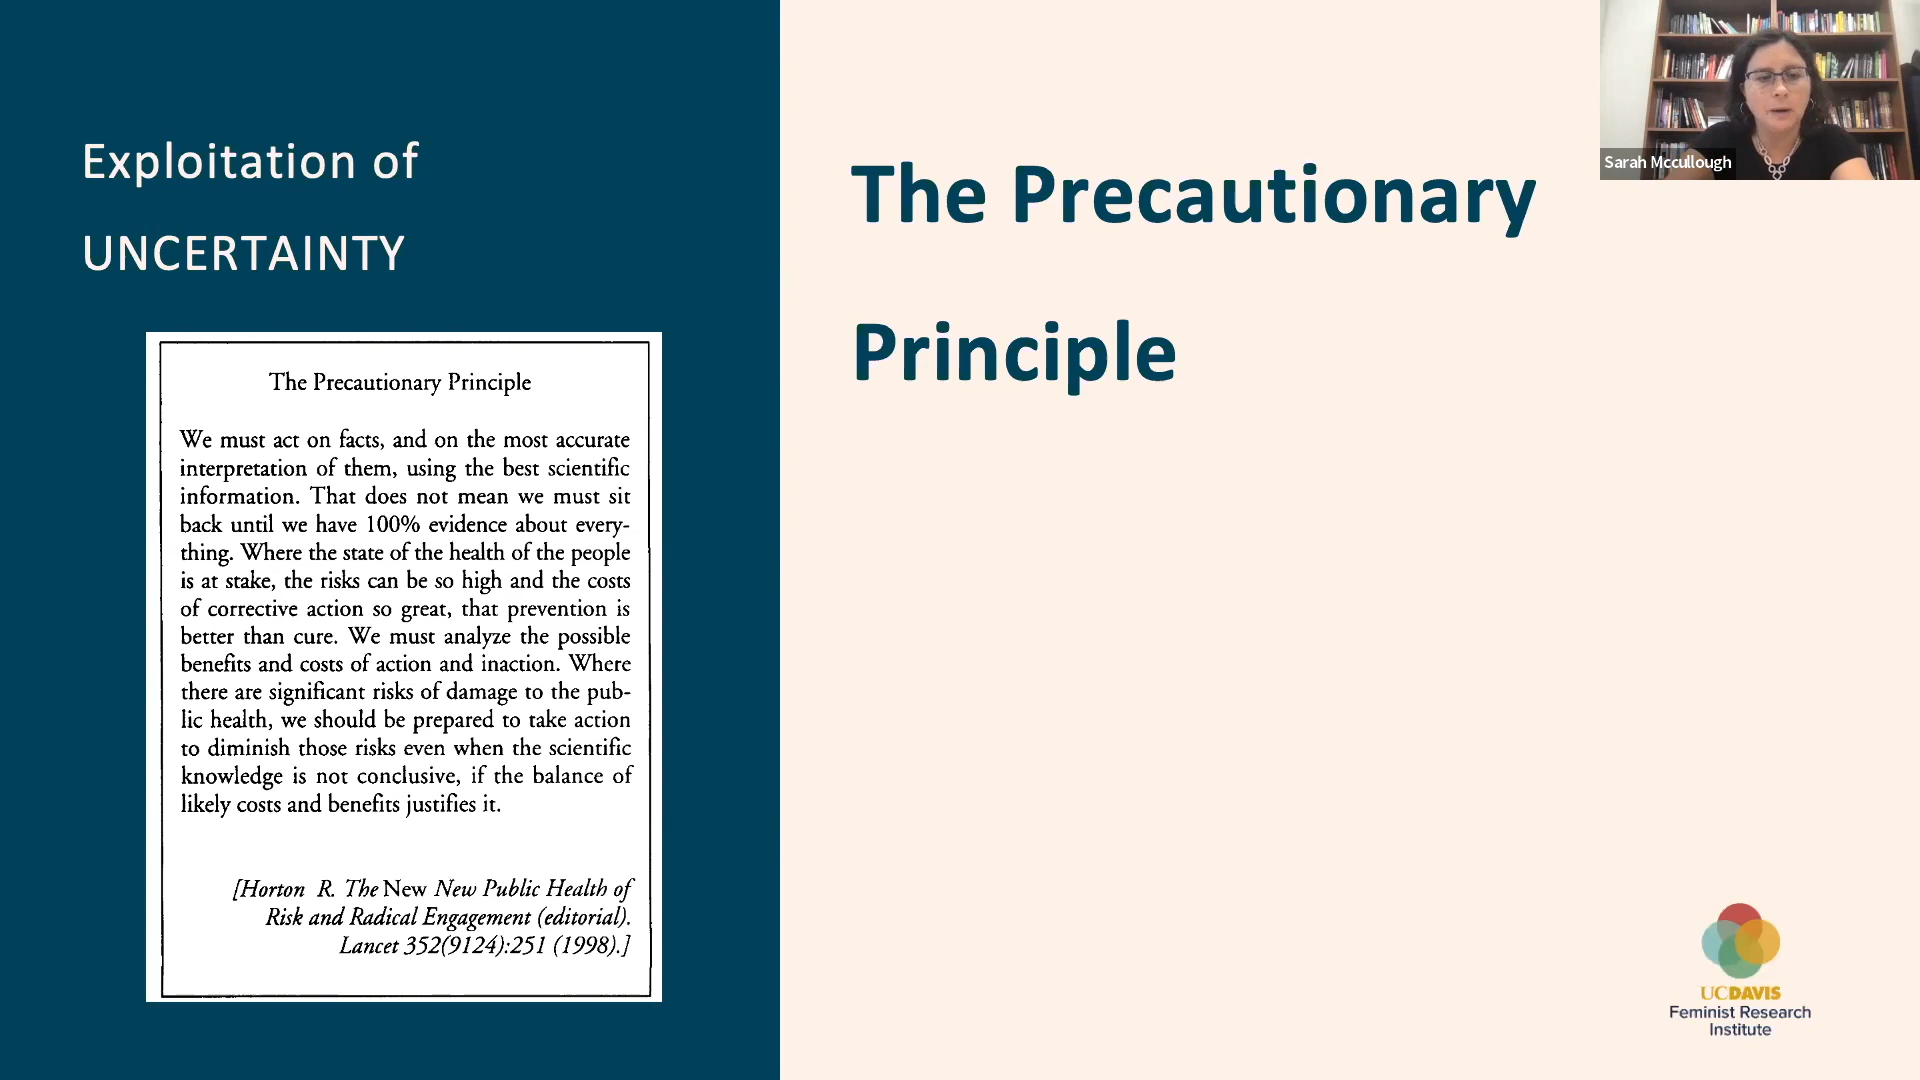 Exploitation of
UNCERTAINTY
The Precautionary Principle
We must act on facts, and on the most accurate
interpretation of them, using the best scientific
information. That does not mean we must sit
back until we have 100% evidence about every-
thing. Where the state of the health of the people
is at stake, the risks can be so high and the costs
of corrective action so great, that prevention is
better than cure. We must analyze the possible
benefits and costs of action and inaction. Where
there are significant risks of damage to the pub-
lic health, we should be prepared to take action
to diminish those risks even when the scientific
knowledge is not conclusive, if the balance of
likely costs and benefits justifies it.
[Horton R. The New New Public Health of
Risk and Radical Engagement (editorial).
Lancet 352(9124):251 (1998).]
The Precautionary
Principle
Sarah Mccullough
UCDAVIS
Feminist Research
Institute